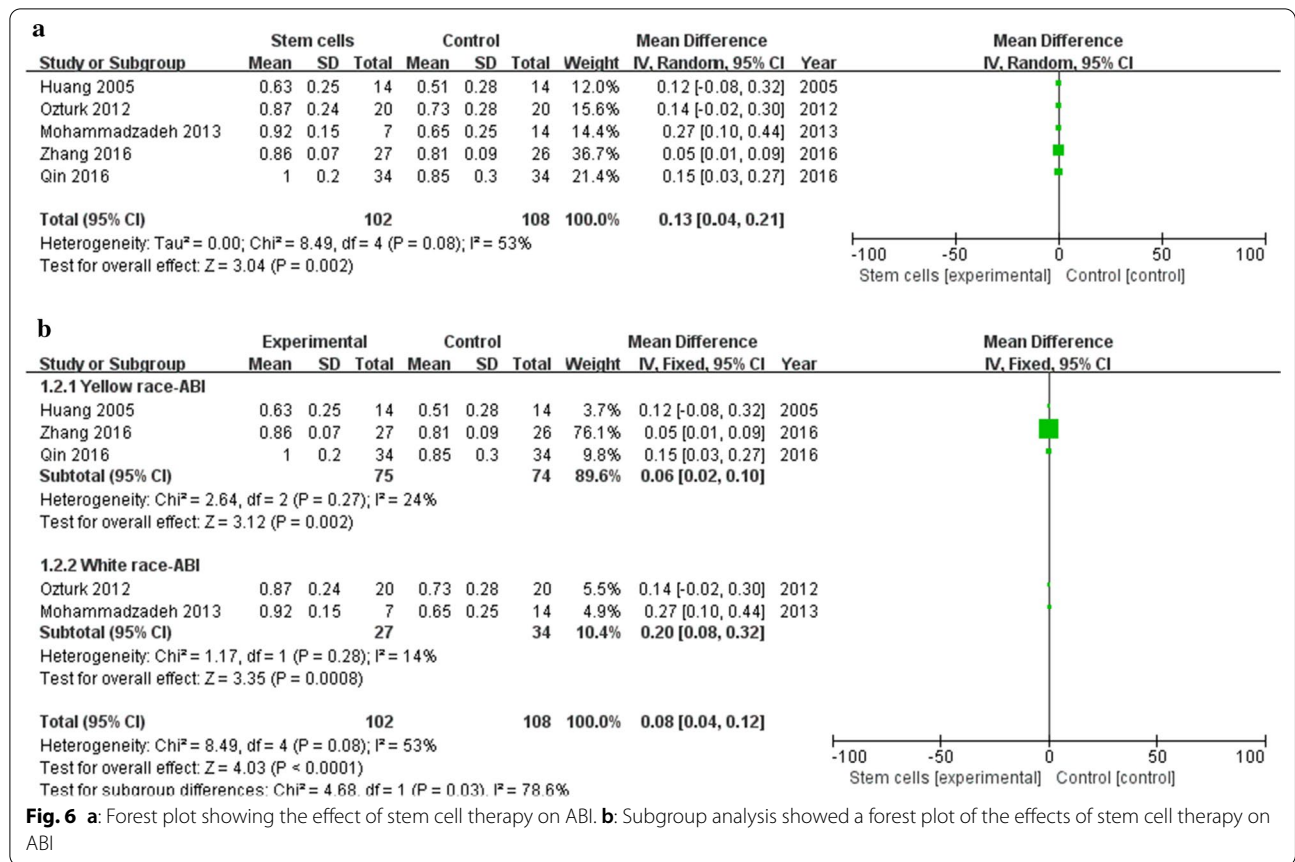 a
Stem cells Control Mean Difference Mean Difference
Study or Subgroup Mean SD Total Mean SD Total Weight IV, Random, 95% CI Year IV, Random, 95% CI
Huang 2005 0.63 0.25 14 0.51 0.28 14 12.0% 0.12 [-0.08, 0.32] 2005
Ozturk 2012 0.87 0.24 20 0.73 0.28 20 15.6% 0.14 [-0.02, 0.30] 2012
Mohammadzadeh 2013 0.92 0.15 7 0.65 0.25 14 14.4% 0.27 [0.10, 0.44] 2013
Zhang 2016 0.86 0.07 27 0.81 0.09 26 36.7% 0.05 [0.01, 0.09] 2016
Qin 2016 1 0.2 34 0.85 0.3 34 21.4% 0.15 [0.03, 0.27] 2016
Total (95% CI) 102 108 100.0% 0.13 [0.04, 0.21]
Heterogeneity: Tau² = 0.00; Chi² = 8.49, df = 4 (P = 0.08); I² = 53%
Test for overall effect: Z = 3.04 (P = 0.002)
-100 -50 0 50 100
Stem cells [experimental] Control [control]
b
Experimental Control Mean Difference Mean Difference
Study or Subgroup Mean SD Total Mean SD Total Weight IV, Fixed, 95% CI Year IV, Fixed, 95% CI
1.2.1 Yellow race-ABI
Huang 2005 0.63 0.25 14 0.51 0.28 14 3.7% 0.12 [-0.08, 0.32] 2005
Zhang 2016 0.86 0.07 27 0.81 0.09 26 76.1% 0.05 [0.01, 0.09] 2016
Qin 2016 1 0.2 34 0.85 0.3 34 9.8% 0.15 [0.03, 0.27] 2016
Subtotal (95% CI) 75 74 89.6% 0.06 [0.02, 0.10]
Heterogeneity: Chi² = 2.64, df = 2 (P = 0.27); I² = 24%
Test for overall effect: Z = 3.12 (P = 0.002)
1.2.2 White race-ABI
Ozturk 2012 0.87 0.24 20 0.73 0.28 20 5.5% 0.14 [-0.02, 0.30] 2012
Mohammadzadeh 2013 0.92 0.15 7 0.65 0.25 14 4.9% 0.27 [0.10, 0.44] 2013
Subtotal (95% CI) 27 34 10.4% 0.20 [0.08, 0.32]
Heterogeneity: Chi² = 1.17, df = 1 (P = 0.28); I² = 14%
Test for overall effect: Z = 3.35 (P = 0.0008)
Total (95% CI) 102 108 100.0% 0.08 [0.04, 0.12]
Heterogeneity: Chi² = 8.49, df = 4 (P = 0.08); I² = 53%
Test for overall effect: Z = 4.03 (P < 0.0001)
Test for subgroup differences: Chi² = 4.68, df = 1 (P = 0.03), I² = 78.6%
-100 -50 0 50 100
Stem cells [experimental] Control [control]
Fig. 6 a: Forest plot showing the effect of stem cell therapy on ABI. b: Subgroup analysis showed a forest plot of the effects of stem cell therapy on
ABI